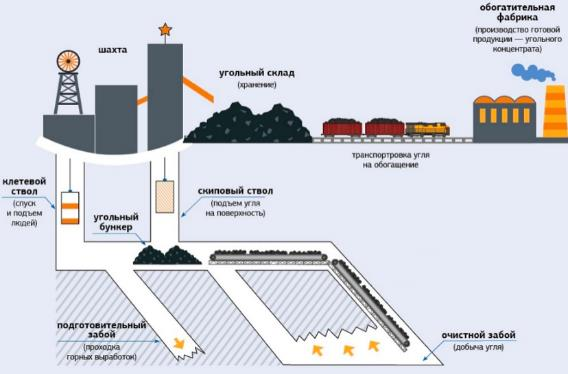 обогатительная
фабрика
(производство готовой
продукции — угольного
концентрата)
шахта
угольный склад
(хранение)
транспортровка угля
на обогащение
клетевой
ствол
(спуск
и подъем
людей)
скиповый ствол
(подъем угля
на поверхность)
угольный
бункер
подготовительный
забой
(проходка
горных выработок)
очистной забой
(добыча угля)